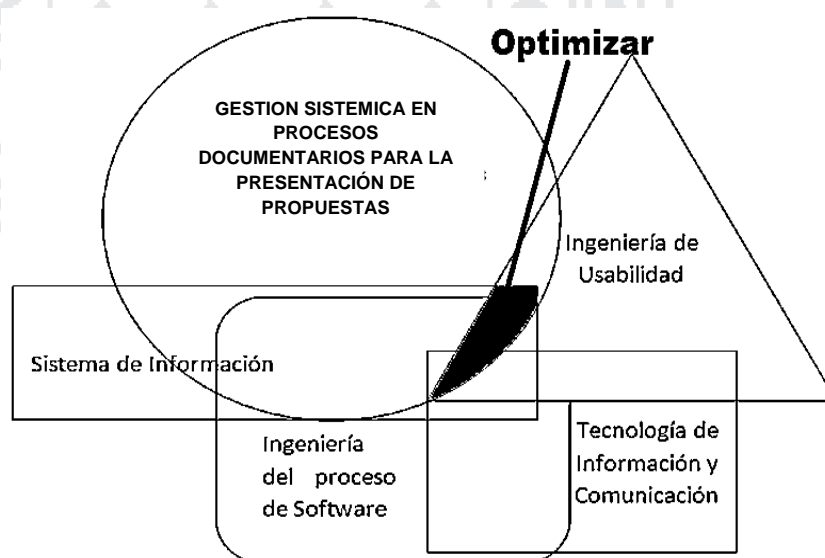 Optimizar
GESTION SISTEMICA EN
PROCESOS
DOCUMENTARIOS PARA LA
PRESENTACIÓN DE
PROPUESTAS
Ingeniería de
Usabilidad
Sistema de Información
Ingeniería
del proceso
de Software
Tecnología de
Información y
Comunicación